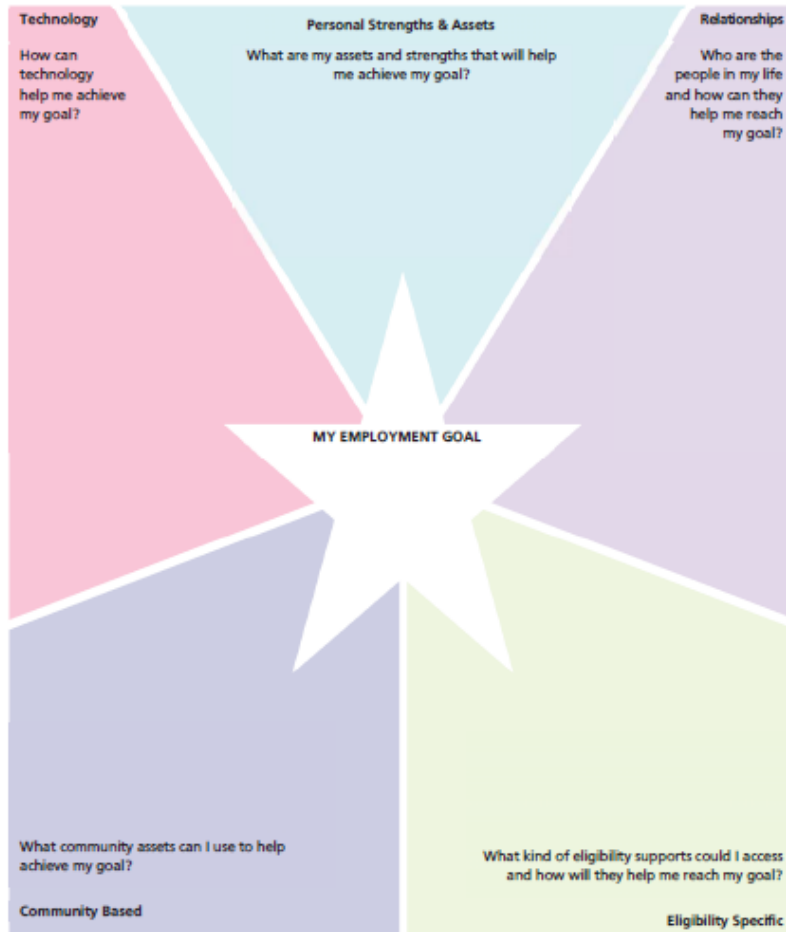 Technology
How can
technology
help me achieve
my goal?
Personal Strengths & Assets
What are my assets and strengths that will help
me achieve my goal?
Relationships
Who are the
people in my life
and how can they
help me reach
my goal?
MY EMPLOYMENT GOAL
What community assets can I use to help
achieve my goal?
Community Based
What kind of eligibility supports could I access
and how will they help me reach my goal?
Eligibility Specific